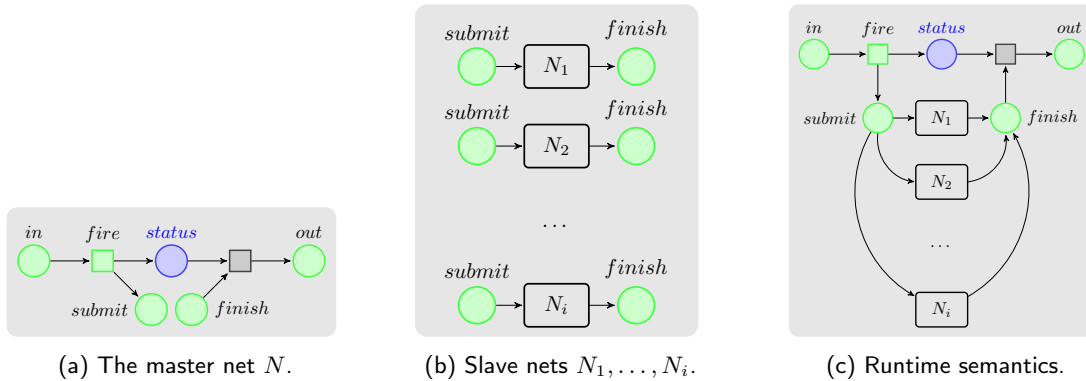 in fire status out
submit finish
(a) The master net N.
submit finish
N₁
submit finish
N₂
...
submit finish
Nᵢ
(b) Slave nets N₁, . . . , Nᵢ.
in fire status out
submit N₁ finish
N₂
...
Nᵢ
(c) Runtime semantics.